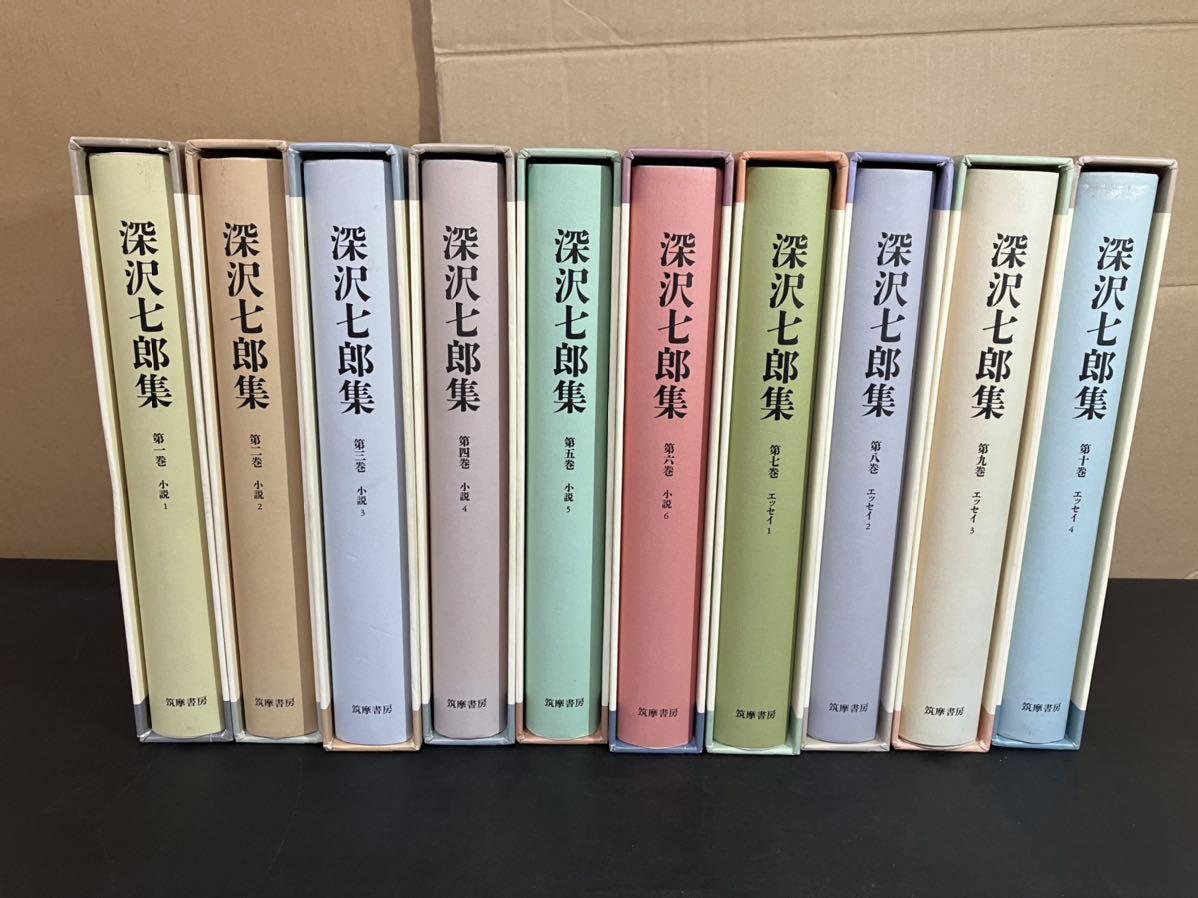 深沢七郎集
第一巻 小説1
筑摩書房
深沢七郎集
第二巻 小説2
筑摩書房
深沢七郎集
第三巻 小説3
筑摩書房
深沢七郎集
第四巻 小説4
筑摩書房
深沢七郎集
第五巻 小説5
筑摩書房
深沢七郎集
第六巻 小説6
筑摩書房
深沢七郎集
第七巻 エッセイ1
筑摩書房
深沢七郎集
第八巻 エッセイ2
筑摩書房
深沢七郎集
第九巻 エッセイ3
筑摩書房
深沢七郎集
第十巻 エッセイ4
筑摩書房